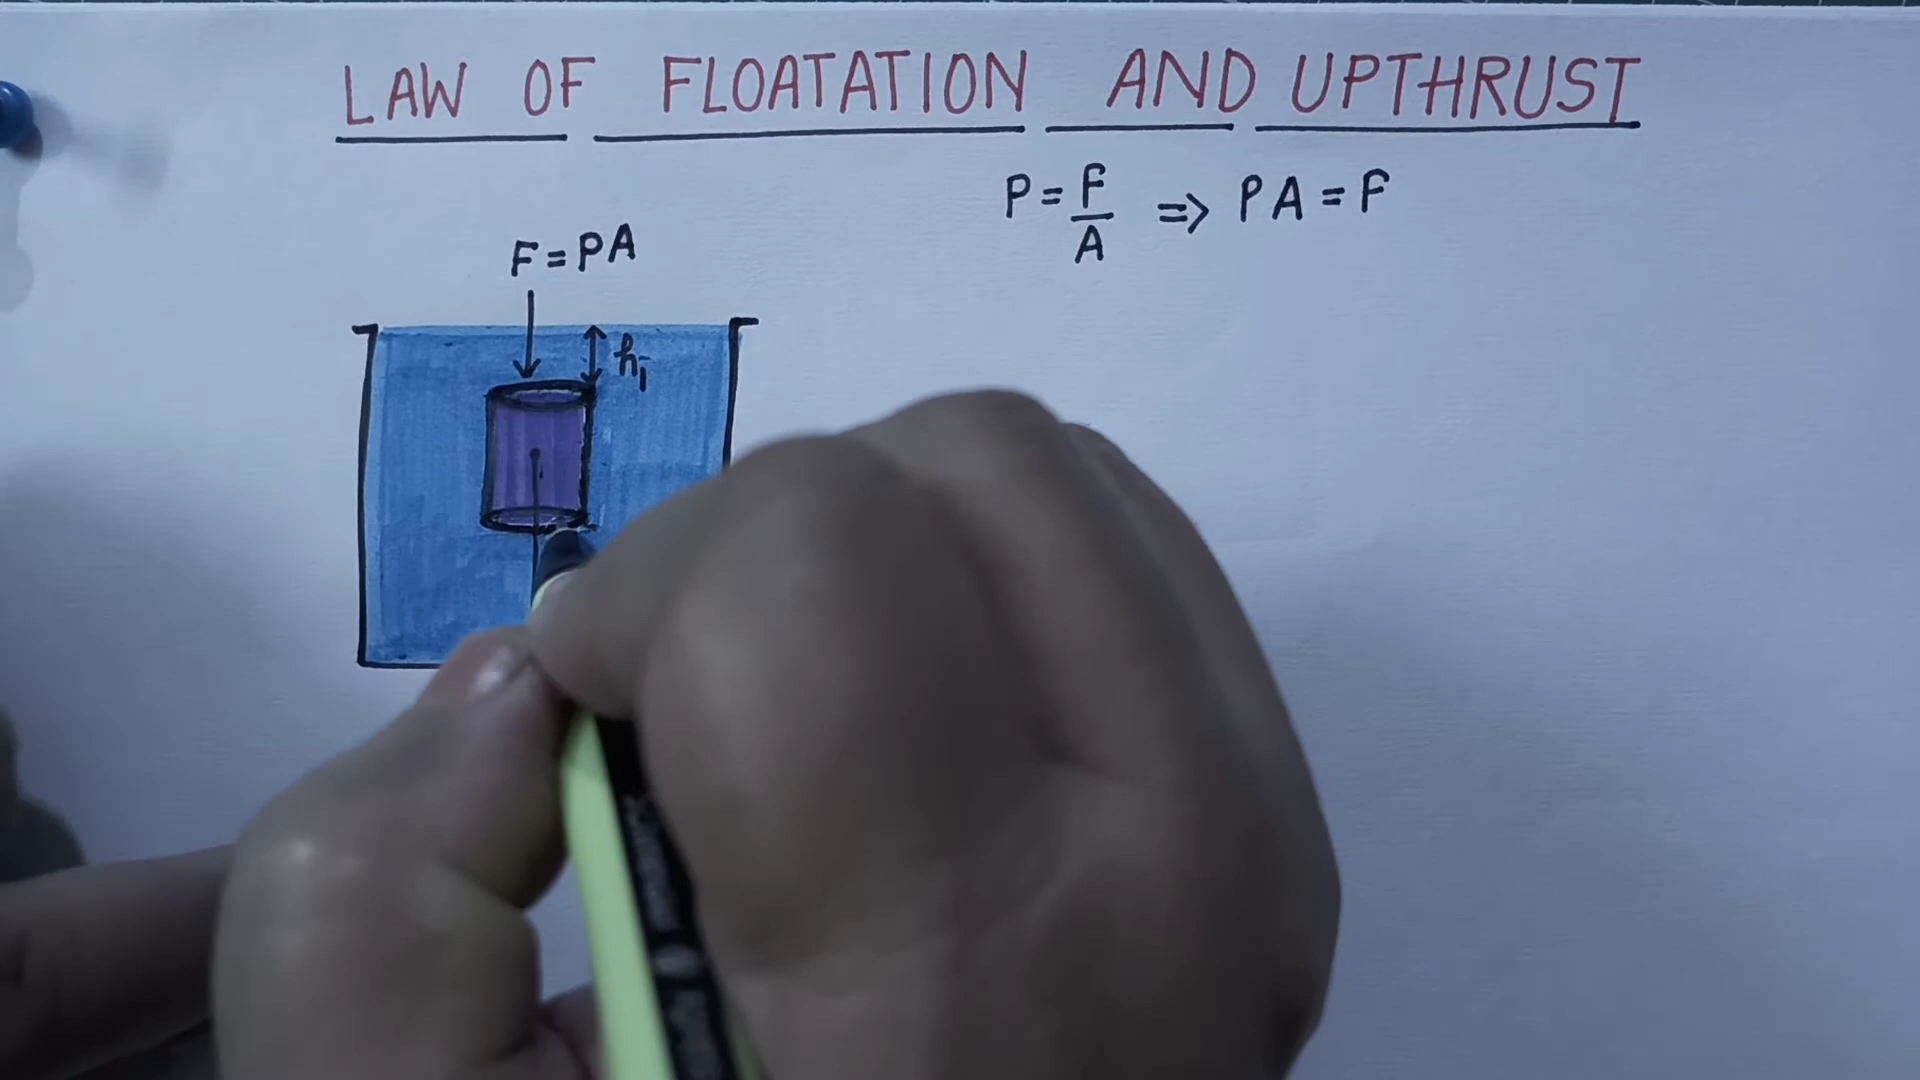 LAW OF FLOATATION AND UPTHRUST
P = F/A => PA = F
F = PA
h₁